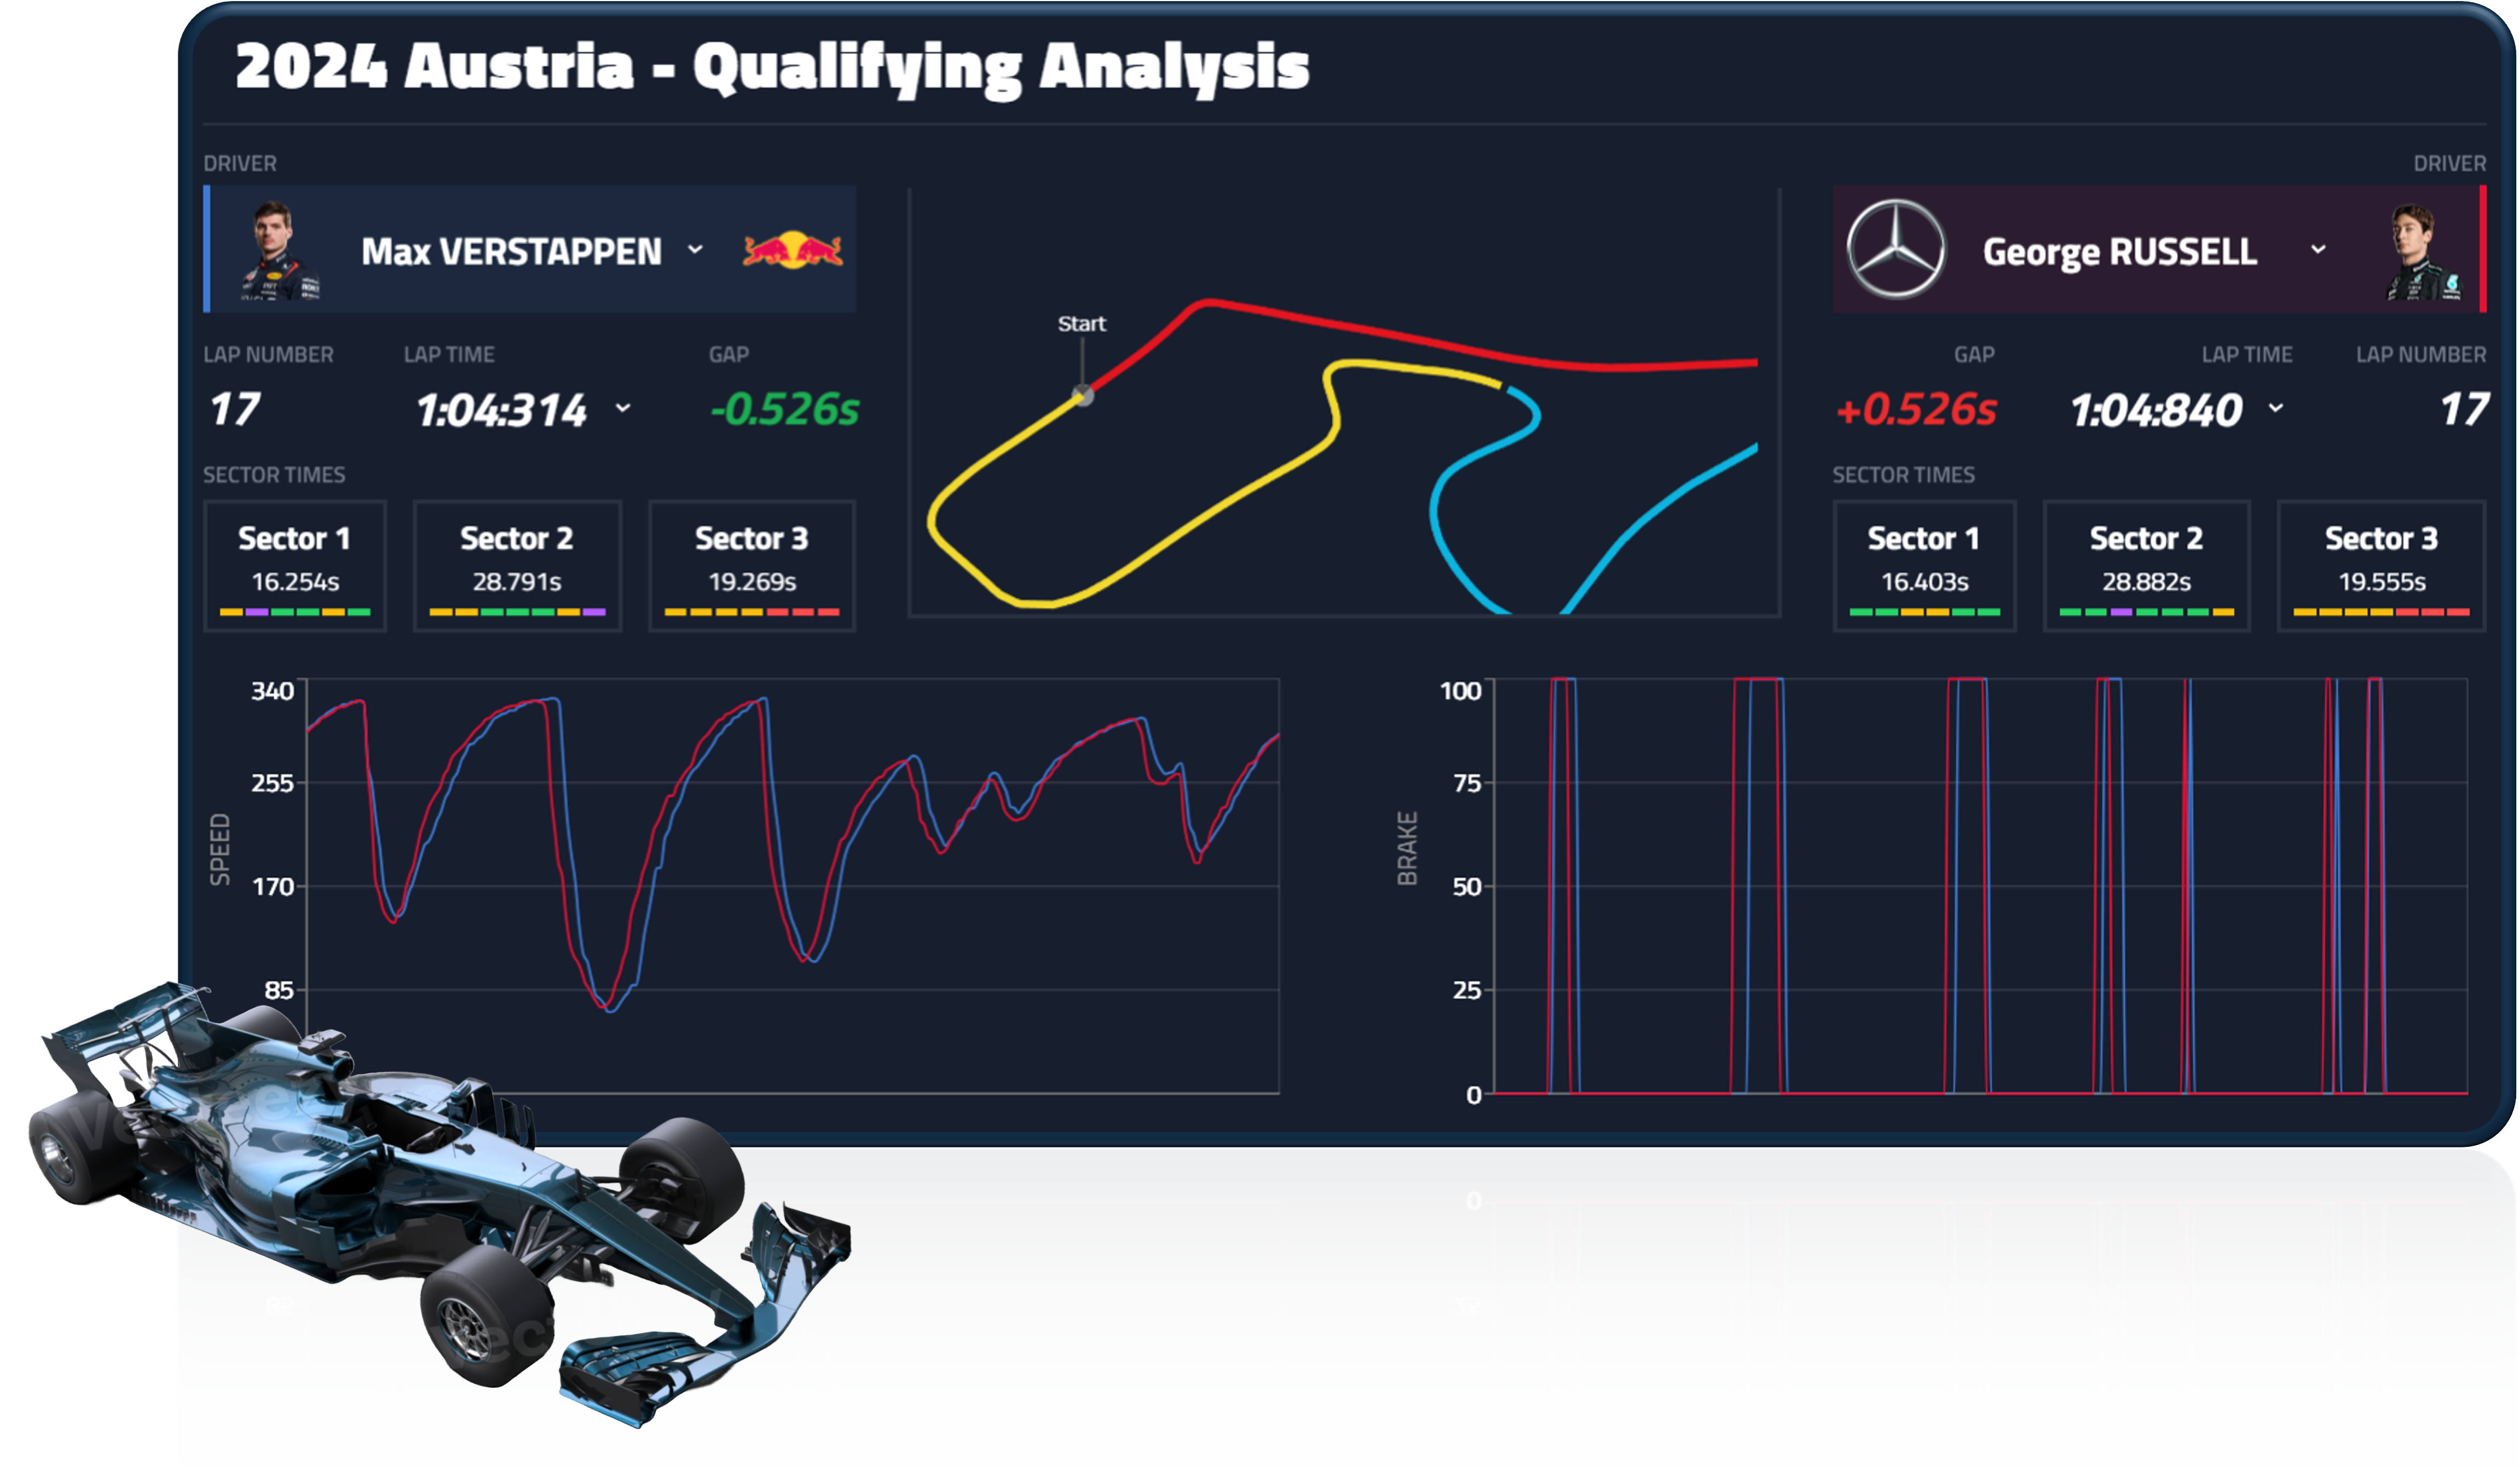 2024 Austria - Qualifying Analysis
DRIVER
Max VERSTAPPEN
LAP NUMBER LAP TIME GAP
17 1:04:314 -0.526s
SECTOR TIMES
Sector 1 Sector 2 Sector 3
16.254s 28.791s 19.269s
Start
DRIVER
George RUSSELL
GAP LAP TIME LAP NUMBER
+0.526s 1:04:840 17
SECTOR TIMES
Sector 1 Sector 2 Sector 3
16.403s 28.882s 19.555s
SPEED
340
255
170
85
BRAKE
100
75
50
25
0